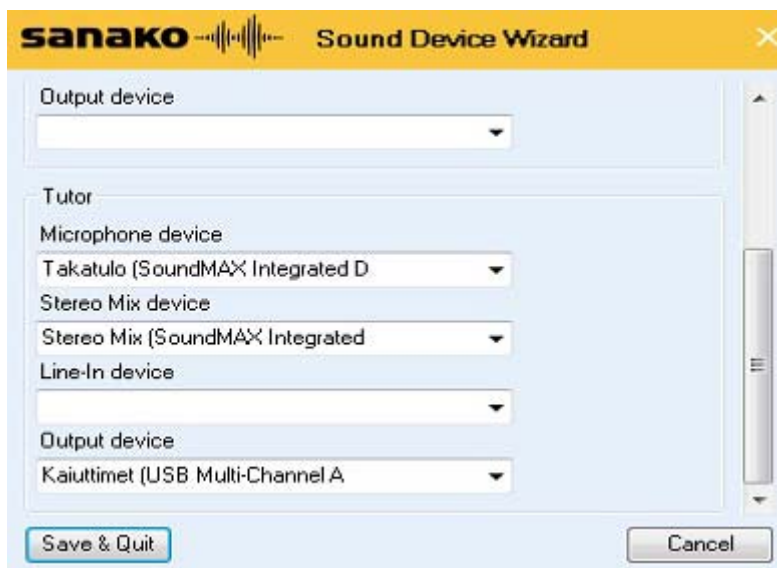 sanako Sound Device Wizard
Output device
Tutor
Microphone device
Takatulo (SoundMAX Integrated D
Stereo Mix device
Stereo Mix (SoundMAX Integrated
Line-In device
Output device
Kaiuttimet (USB Multi-Channel A
Save & Quit Cancel